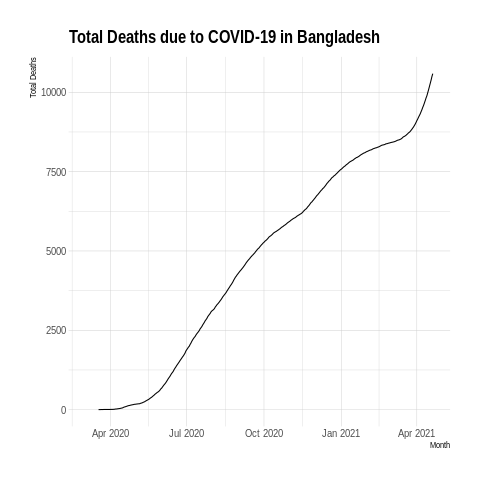 Total Deaths due to COVID-19 in Bangladesh
Total Deaths
10000
7500
5000
2500
0
Apr 2020 Jul 2020 Oct 2020 Jan 2021 Apr 2021
Month